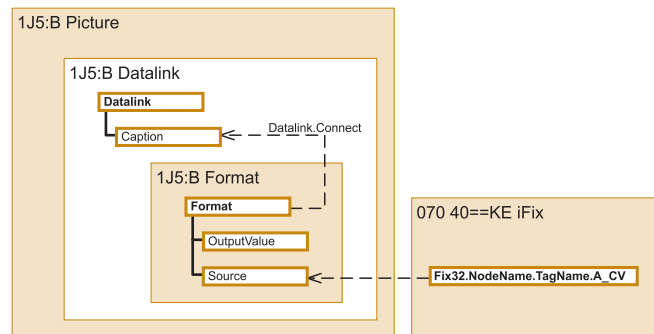 1J5:B Picture
1J5:B Datalink
Datalink
Caption
Datalink.Connect
1J5:B Format
Format
OutputValue
Source
070 40==KE iFix
Fix32.NodeName.TagName.A_CV